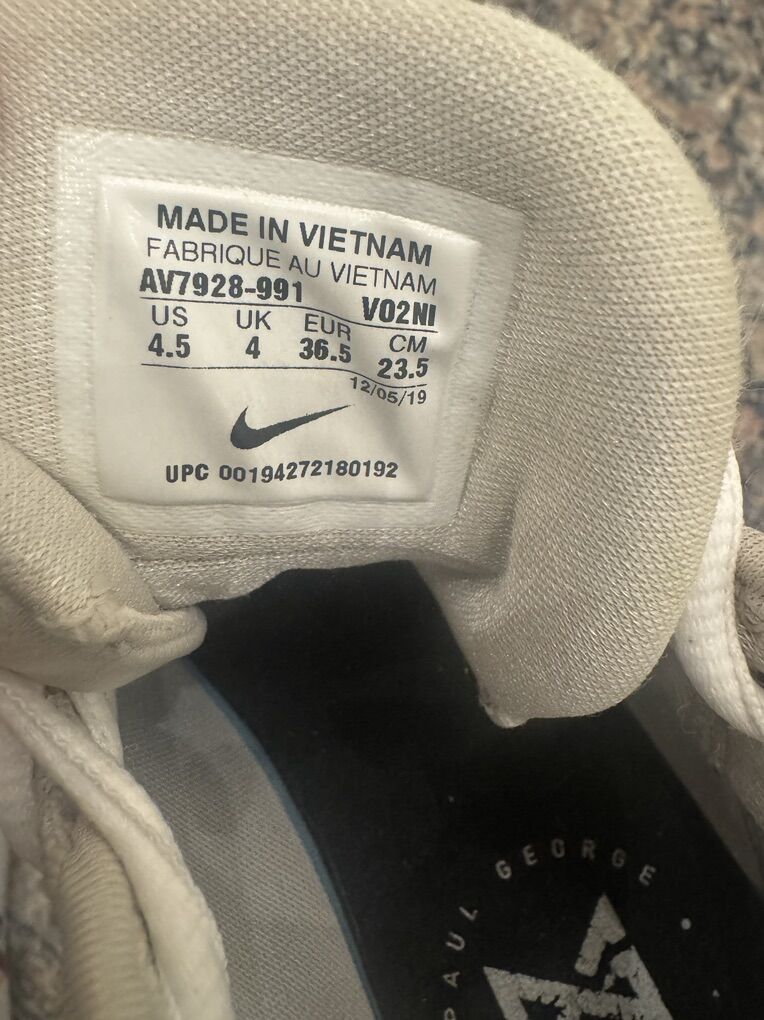 MADE IN VIETNAM
FABRIQUE AU VIETNAM
AV7928-991 VO2NI
US UK EUR CM
4.5 4 36.5 23.5
12/05/19
UPC 00194272180192
PAUL GEORGE